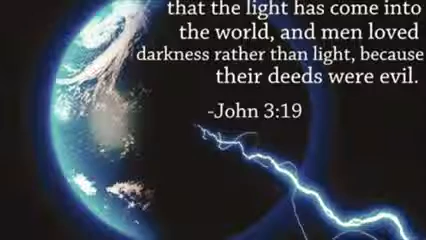 that the light has come into
the world, and men loved
darkness rather than light, because
their deeds were evil.
-John 3:19